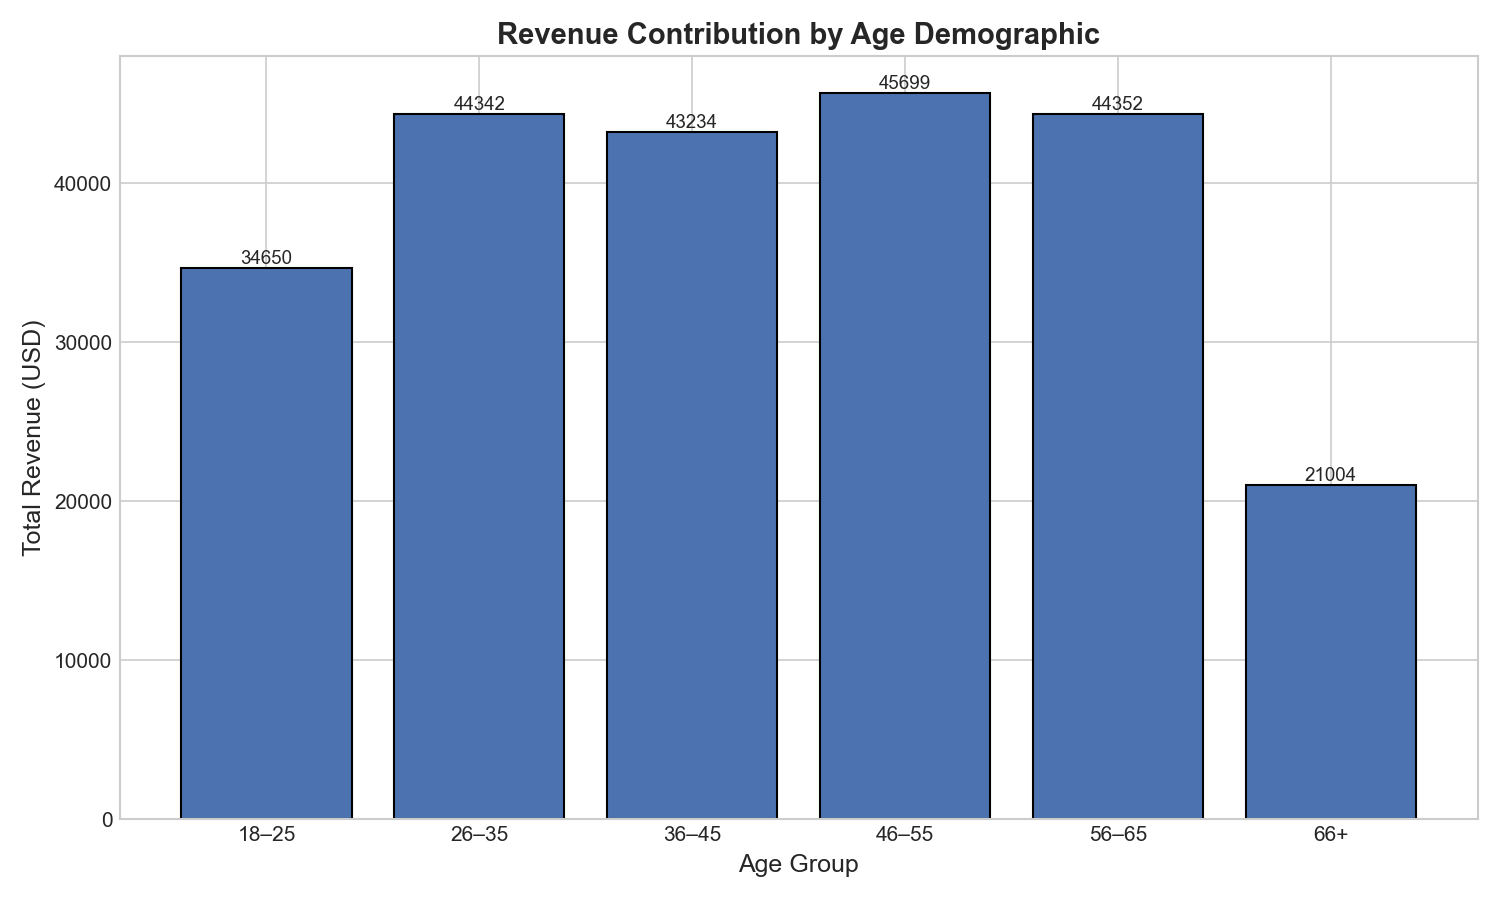 Revenue Contribution by Age Demographic
45699
44342
44352
43234
40000
34650
30000
21004
20000
10000
0
Total Revenue (USD)
18–25 26–35 36–45 46–55 56–65 66+
Age Group